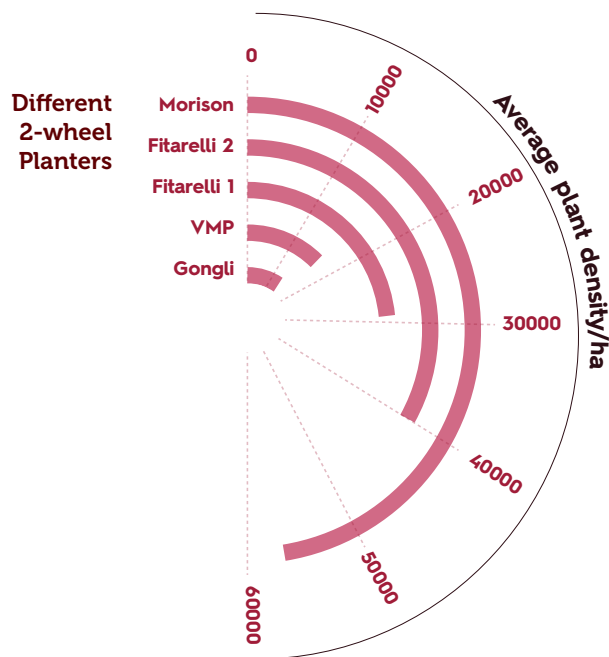 Different
2-wheel
Planters
Morison
Fitarelli 2
Fitarelli 1
VMP
Gongli
0
10000
20000
30000
40000
50000
60000
Average plant density/ha